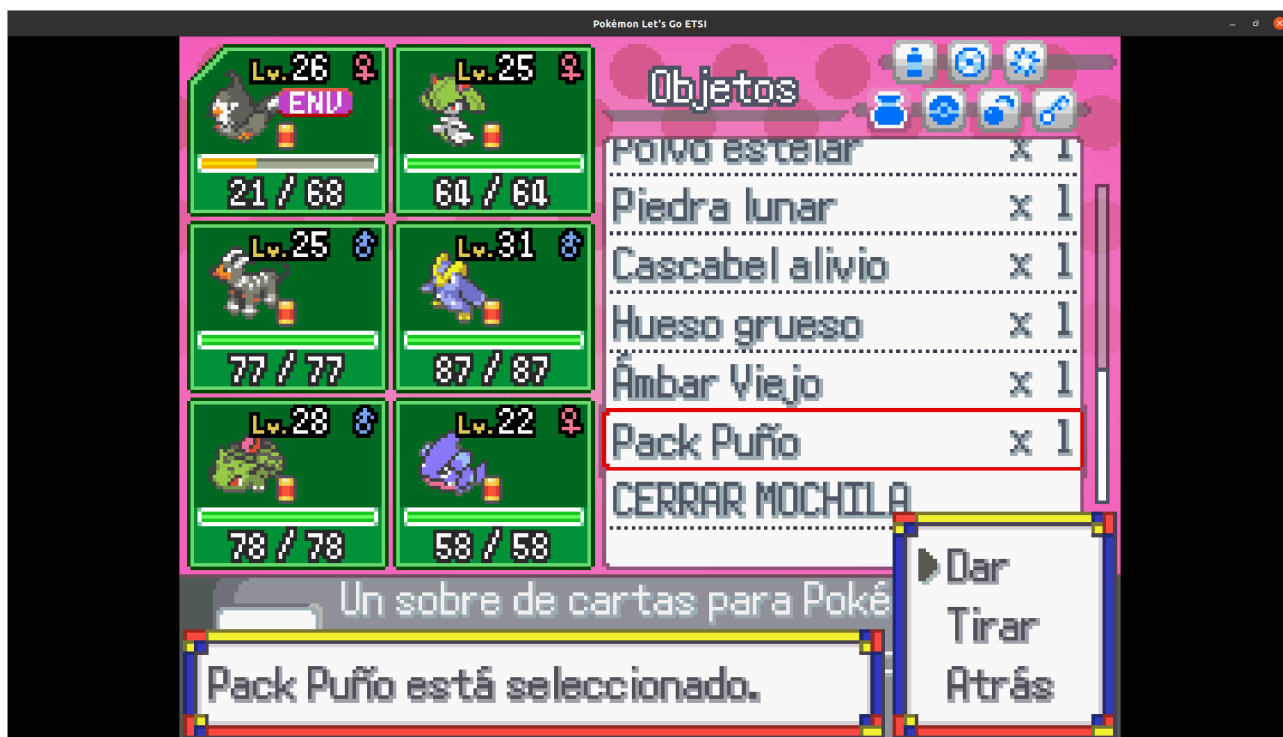 Pokémon Let's Go ETSI
Lv.26 ♀
ENV
21 / 68
Lv.25 ♀
64 / 64
Lv.25 ♂
77 / 77
Lv.31 ♂
87 / 87
Lv.28 ♂
78 / 78
Lv.22 ♀
58 / 58
Objetos
Polvo estelar x 1
Piedra lunar x 1
Cascabel alivio x 1
Hueso grueso x 1
Ámbar Viejo x 1
Pack Puño x 1
CERRAR MOCHILA
Un sobre de cartas para Poké
Pack Puño está seleccionado.
Dar
Tirar
Atrás